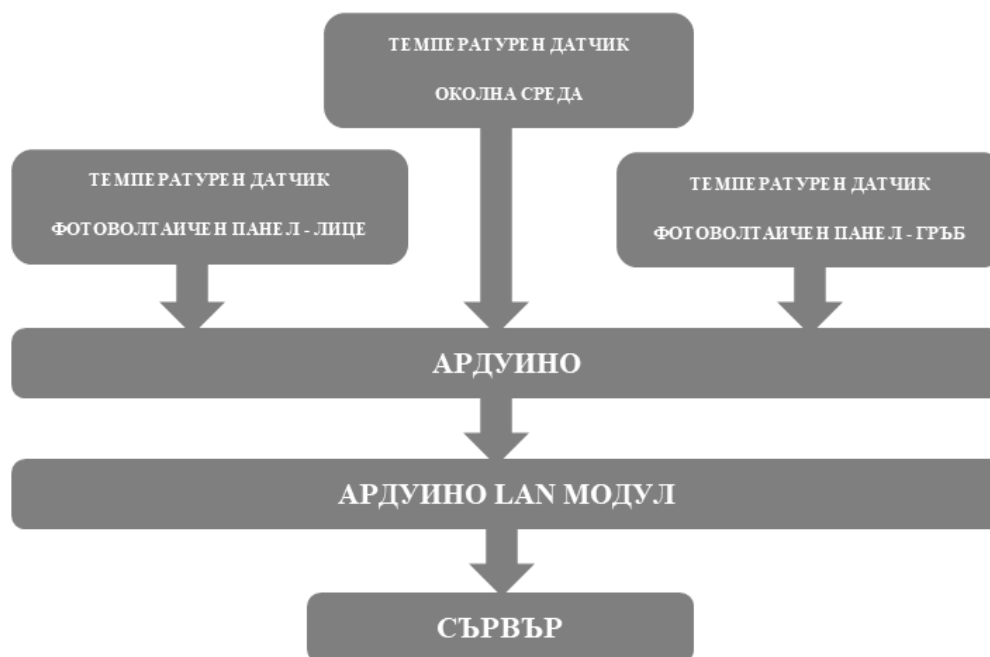 ТЕМПЕРАТУРЕН ДАТЧИК
ОКОЛНА СРЕДА
ТЕМПЕРАТУРЕН ДАТЧИК
ФОТОВОЛТАИЧЕН ПАНЕЛ - ЛИЦЕ
ТЕМПЕРАТУРЕН ДАТЧИК
ФОТОВОЛТАИЧЕН ПАНЕЛ - ГРЪБ
АРДУИНО
АРДУИНО LAN МОДУЛ
СЪРВЪР